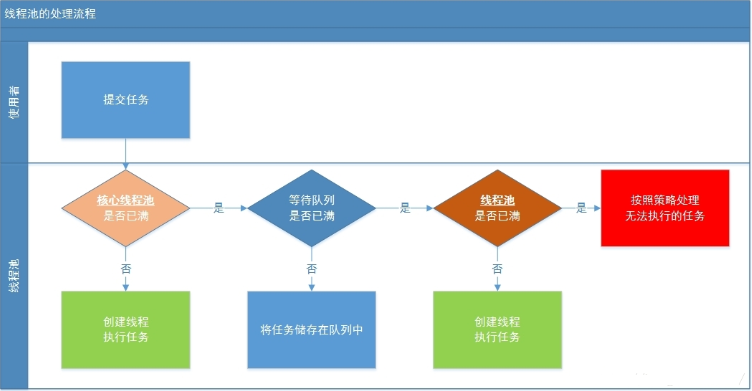 线程池的处理流程
使用者
提交任务
线程池
核心线程池
是否已满
是
等待队列
是否已满
是
线程池
是否已满
是
按照策略处理
无法执行的任务
否
否
否
创建线程
执行任务
将任务储存在队列中
创建线程
执行任务